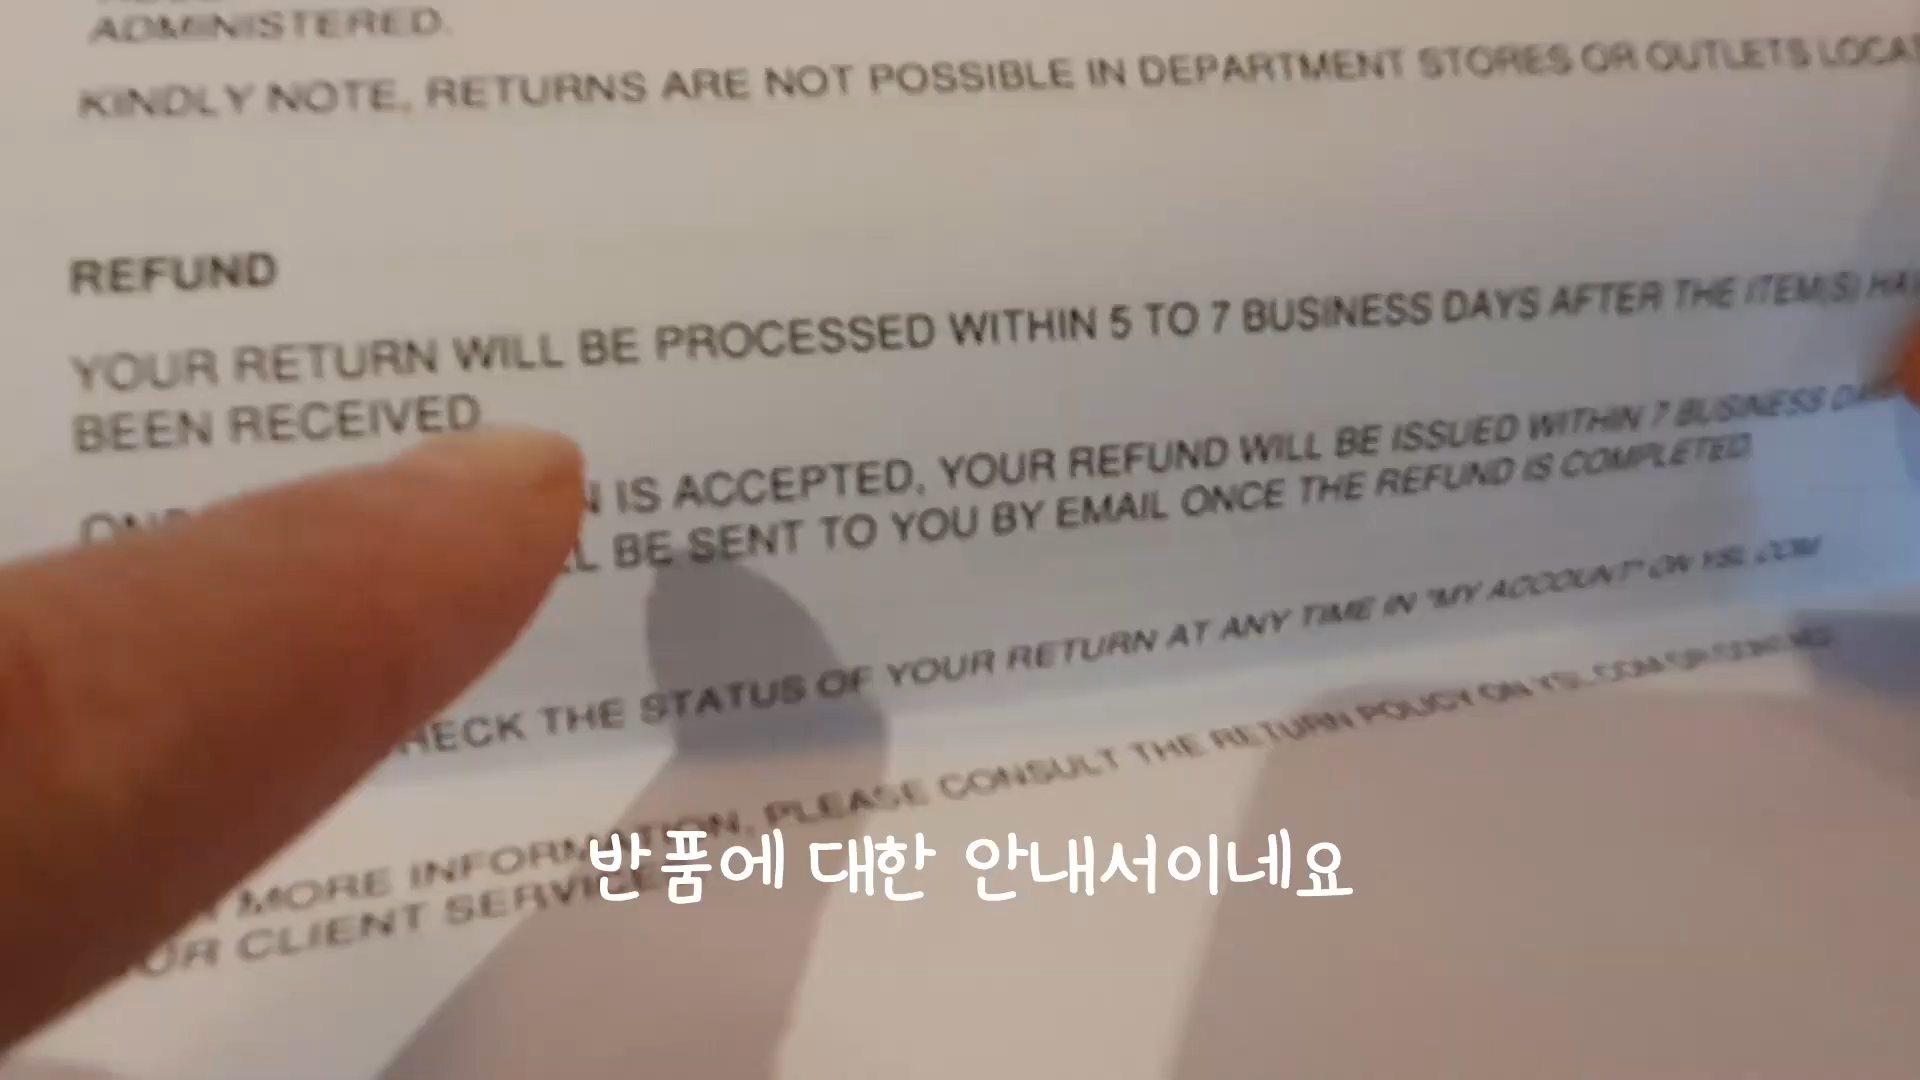 ADMINISTERED.
KINDLY NOTE, RETURNS ARE NOT POSSIBLE IN DEPARTMENT STORES OR OUTLETS
REFUND
YOUR RETURN WILL BE PROCESSED WITHIN 5 TO 7 BUSINESS DAYS AFTER THE ITEM(S)
BEEN RECEIVED
IS ACCEPTED, YOUR REFUND WILL BE ISSUED WITHIN 7 BUSINESS
BE SENT TO YOU BY EMAIL ONCE THE REFUND IS COMPLETED
THE STATUS OF YOUR RETURN AT ANY TIME IN "MY ACCOUNT" ON YSL.COM
MORE INFORMATION, PLEASE CONSULT THE RETURN POLICY ON YSL.COM
CLIENT
반품에 대한 안내서이네요